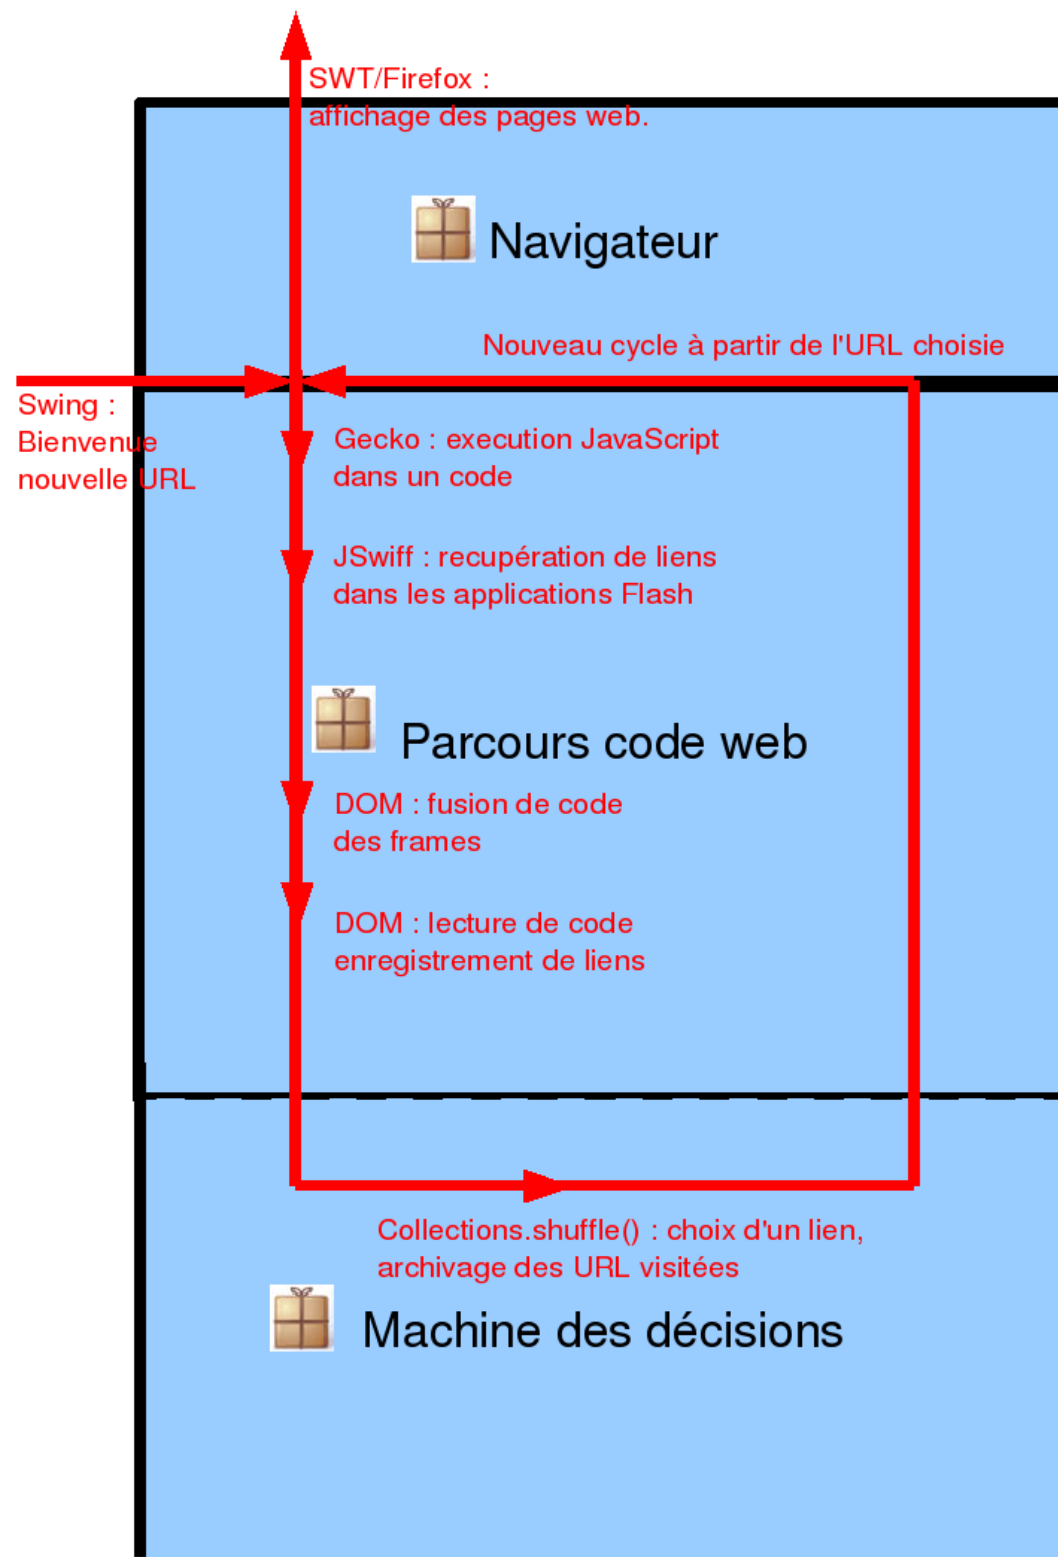 SWT/Firefox :
affichage des pages web.
Navigateur
Nouveau cycle à partir de l'URL choisie
Swing :
Bienvenue
nouvelle URL
Gecko : execution JavaScript
dans un code
JSwiff : recupération de liens
dans les applications Flash
Parcours code web
DOM : fusion de code
des frames
DOM : lecture de code
enregistrement de liens
Collections.shuffle() : choix d'un lien,
archivage des URL visitées
Machine des décisions